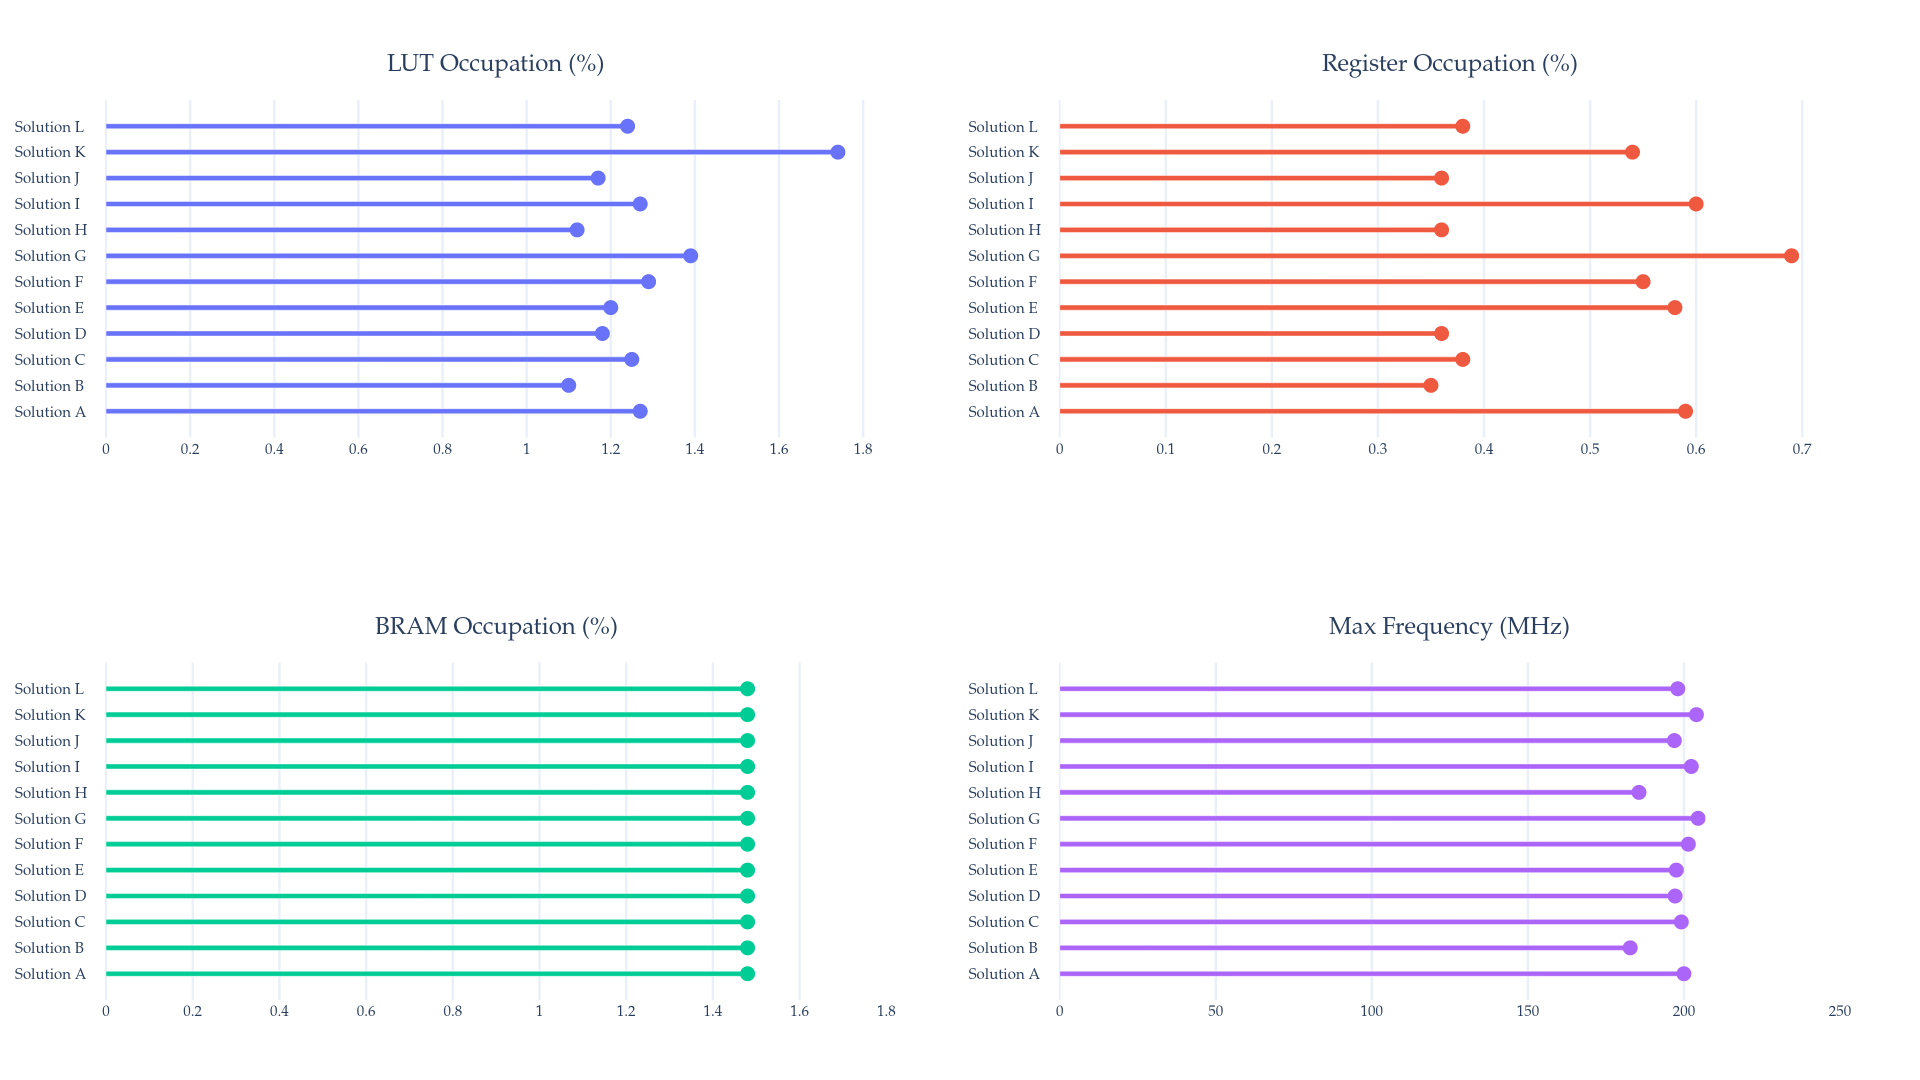 LUT Occupation (%)
Solution L
Solution K
Solution J
Solution I
Solution H
Solution G
Solution F
Solution E
Solution D
Solution C
Solution B
Solution A
0 0.2 0.4 0.6 0.8 1 1.2 1.4 1.6 1.8
Register Occupation (%)
Solution L
Solution K
Solution J
Solution I
Solution H
Solution G
Solution F
Solution E
Solution D
Solution C
Solution B
Solution A
0 0.1 0.2 0.3 0.4 0.5 0.6 0.7
BRAM Occupation (%)
Solution L
Solution K
Solution J
Solution I
Solution H
Solution G
Solution F
Solution E
Solution D
Solution C
Solution B
Solution A
0 0.2 0.4 0.6 0.8 1 1.2 1.4 1.6 1.8
Max Frequency (MHz)
Solution L
Solution K
Solution J
Solution I
Solution H
Solution G
Solution F
Solution E
Solution D
Solution C
Solution B
Solution A
0 50 100 150 200 250